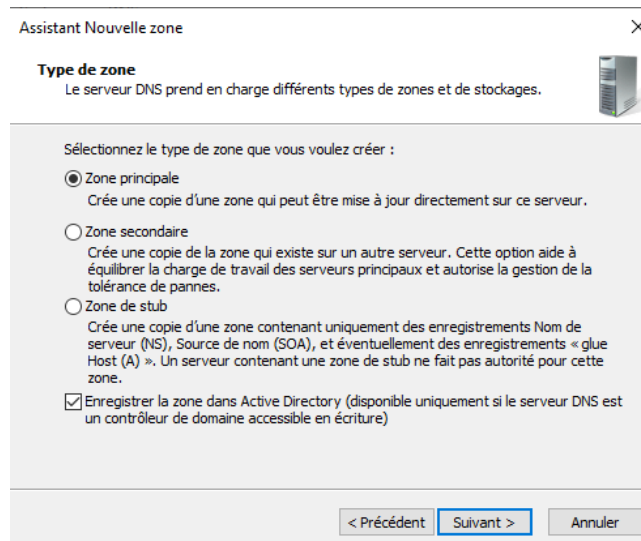 Assistant Nouvelle zone
Type de zone
Le serveur DNS prend en charge différents types de zones et de stockages.
Sélectionnez le type de zone que vous voulez créer :
Zone principale
Crée une copie d'une zone qui peut être mise à jour directement sur ce serveur.
Zone secondaire
Crée une copie de la zone qui existe sur un autre serveur. Cette option aide à
équilibrer la charge de travail des serveurs principaux et autorise la gestion de la
tolérance de pannes.
Zone de stub
Crée une copie d'une zone contenant uniquement des enregistrements Nom de
serveur (NS), Source de nom (SOA), et éventuellement des enregistrements « glue
Host (A) ». Un serveur contenant une zone de stub ne fait pas autorité pour cette
zone.
Enregistrer la zone dans Active Directory (disponible uniquement si le serveur DNS est
un contrôleur de domaine accessible en écriture)
< Précédent Suivant > Annuler